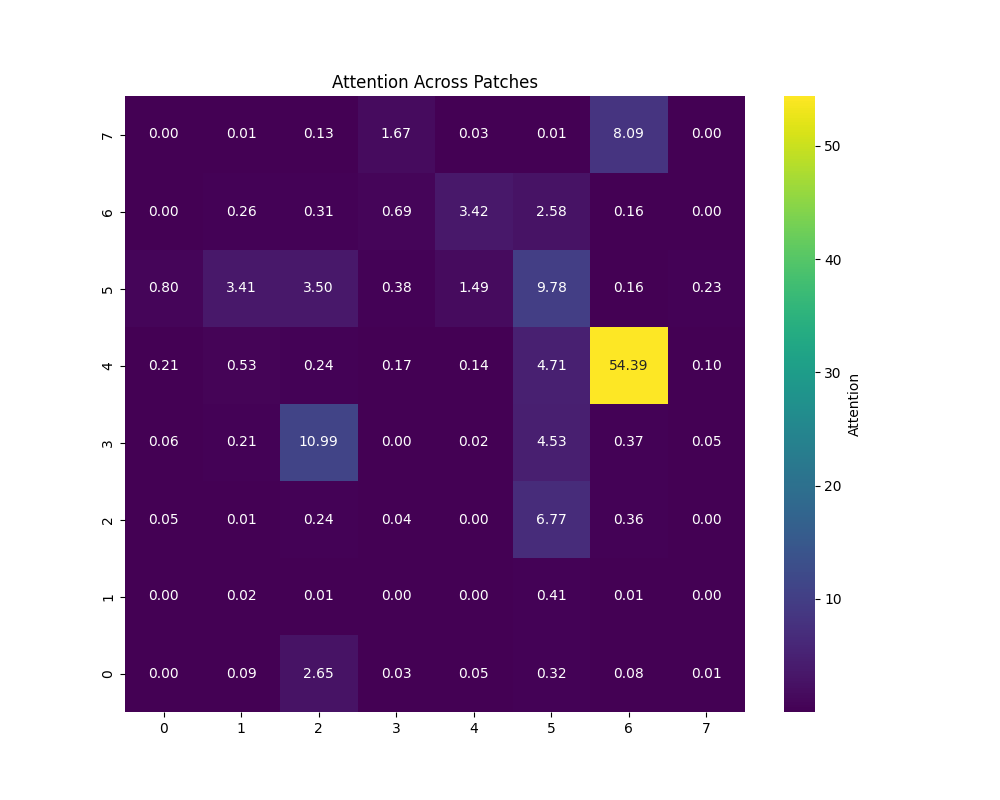 Attention Across Patches
7 0.00 0.01 0.13 1.67 0.03 0.01 8.09 0.00
6 0.00 0.26 0.31 0.69 3.42 2.58 0.16 0.00
5 0.80 3.41 3.50 0.38 1.49 9.78 0.16 0.23
4 0.21 0.53 0.24 0.17 0.14 4.71 54.39 0.10
3 0.06 0.21 10.99 0.00 0.02 4.53 0.37 0.05
2 0.05 0.01 0.24 0.04 0.00 6.77 0.36 0.00
1 0.00 0.02 0.01 0.00 0.00 0.41 0.01 0.00
0 0.00 0.09 2.65 0.03 0.05 0.32 0.08 0.01
0 1 2 3 4 5 6 7
50
40
30
20
10
Attention